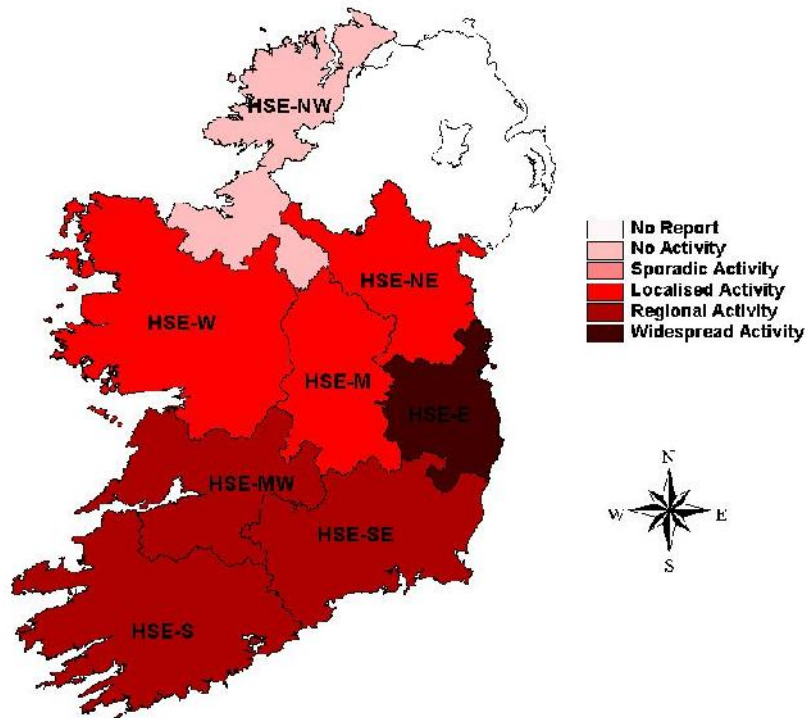 HSE-NW
No Report
No Activity
Sporadic Activity
HSE-NE
Localised Activity
Regional Activity
HSE-W
Widespread Activity
HSE-M
HSE-E
HSE-MW
HSE-SE
HSE-S
N
W E
S